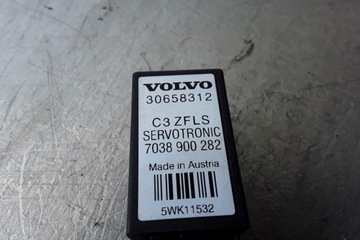 VOLVO
30658312
C3 ZFLS
SERVOTRONIC
7038 900 282
Made in Austria
5WK11532